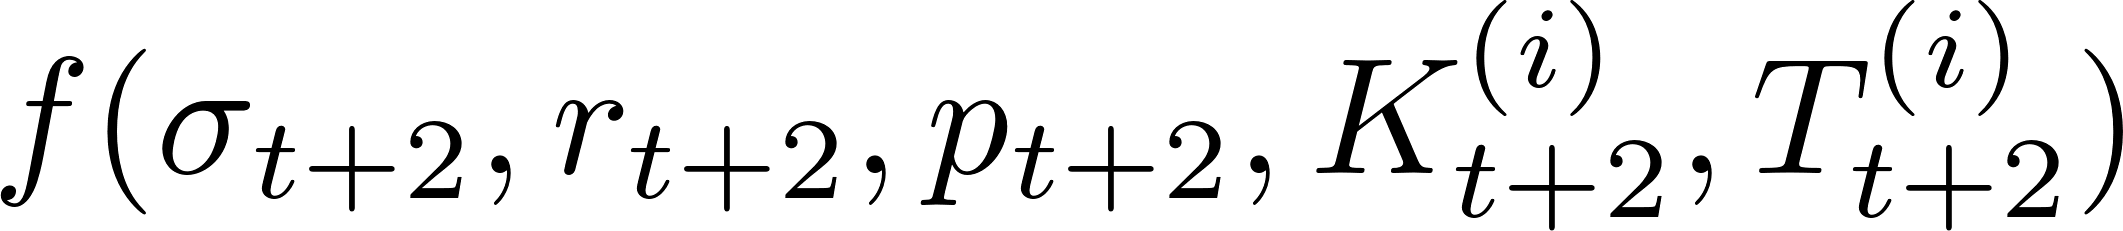 f(σ_{t+2}, r_{t+2}, p_{t+2}, K_{t+2}^{(i)}, T_{t+2}^{(i)})